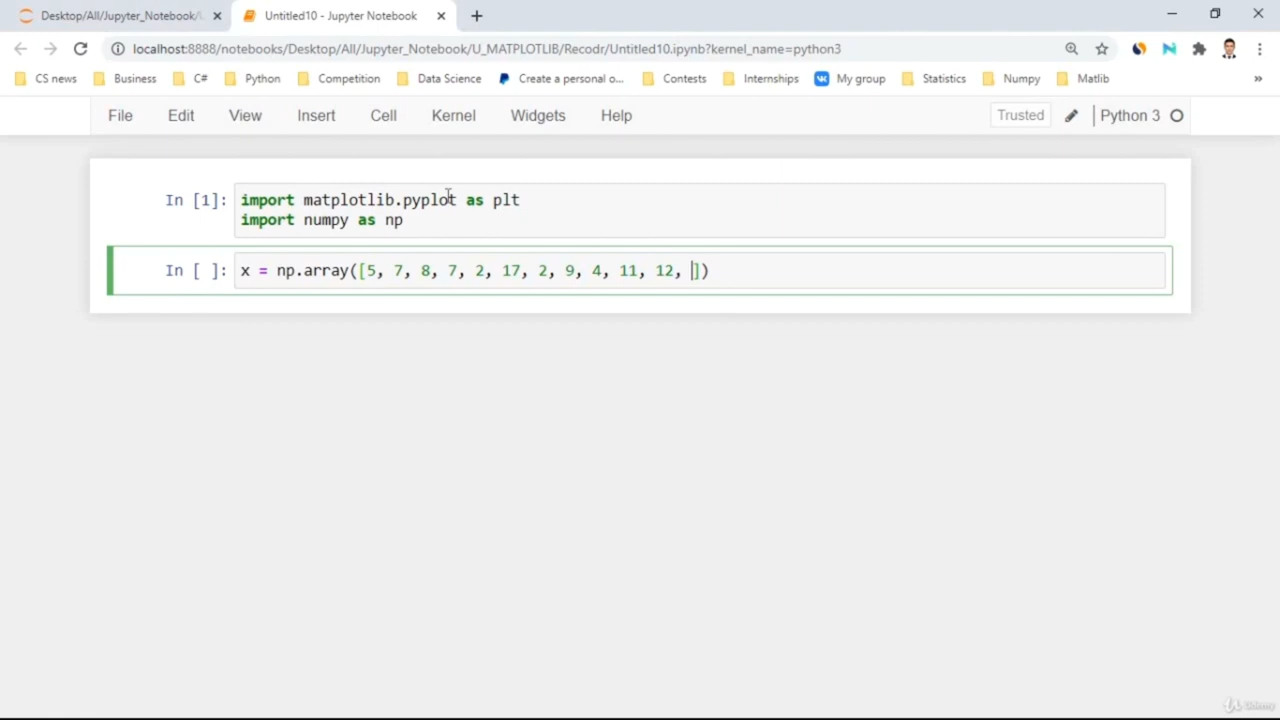 Desktop/All/Jupyter_Notebook/
Untitled10 - Jupyter Notebook
localhost:8888/notebooks/Desktop/All/Jupyter_Notebook/U_MATPLOTLIB/Recodr/Untitled10.ipynb?kernel_name=python3
CS news Business C# Python Competition Data Science Create a personal o... Contests Internships My group Statistics Numpy Matlib »
File Edit View Insert Cell Kernel Widgets Help Trusted Python 3
In [1]: import matplotlib.pyplot as plt
import numpy as np
In [ ]: x = np.array([5, 7, 8, 7, 2, 17, 2, 9, 4, 11, 12, ])
Udemy